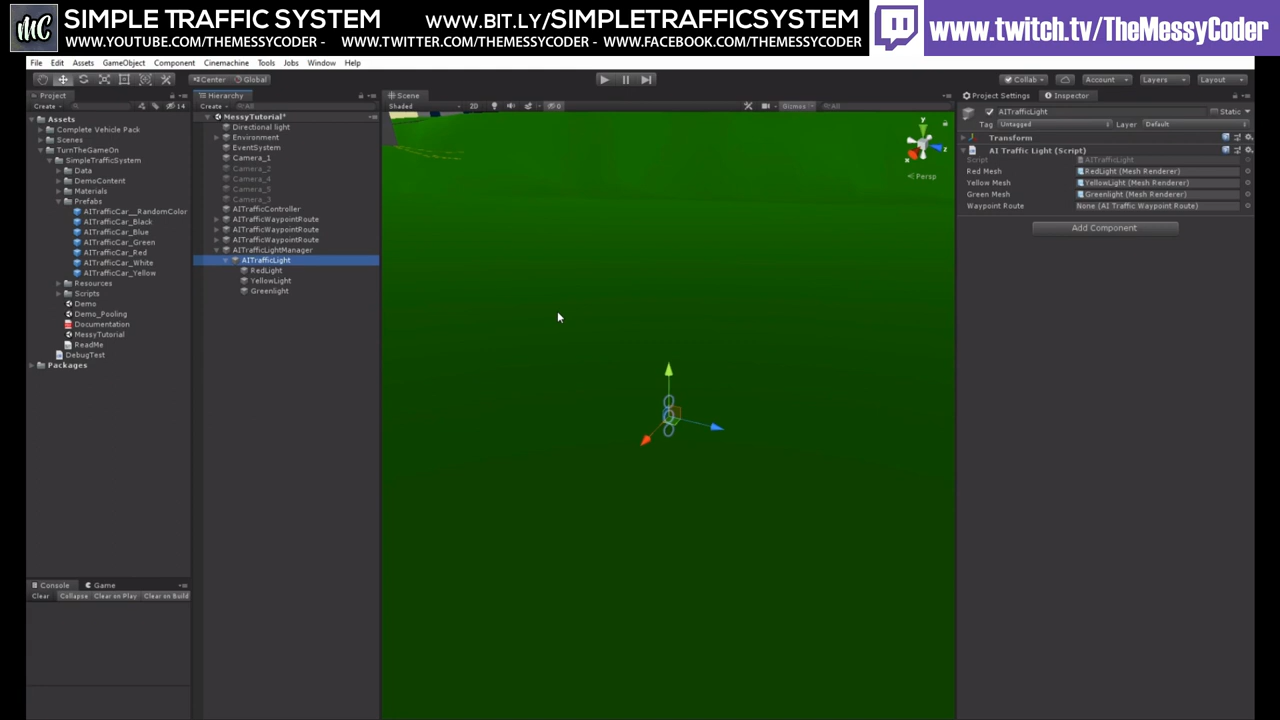 MC
SIMPLE TRAFFIC SYSTEM
WWW.BIT.LY/SIMPLETRAFFICSYSTEM
WWW.YOUTUBE.COM/THEMESSYCODER - WWW.TWITTER.COM/THEMESSYCODER - WWW.FACEBOOK.COM/THEMESSYCODER
www.twitch.tv/TheMessyCoder
File Edit Assets GameObject Component Cinemachine Tools Jobs Window Help
Center Global
Collab Account Layers Layout
Project
Create
14
Assets
Complete Vehicle Pack
Scenes
TurnTheGameOn
SimpleTrafficSystem
Data
DemoContent
Materials
Prefabs
AITrafficCar__RandomColor
AITrafficCar_Black
AITrafficCar_Blue
AITrafficCar_Green
AITrafficCar_Red
AITrafficCar_White
AITrafficCar_Yellow
Resources
Scripts
Demo
Demo_Pooling
Documentation
MessyTutorial
ReadMe
DebugTest
Packages
Console Game
Clear Collapse Clear on Play Clear on Build
Hierarchy
Create All
MessyTutorial*
Directional light
Environment
EventSystem
Camera_1
Camera_2
Camera_4
Camera_5
Camera_3
AITrafficController
AITrafficWaypointRoute
AITrafficWaypointRoute
AITrafficWaypointRoute
AITrafficLightManager
AITrafficLight
RedLight
YellowLight
Greenlight
Scene
Shaded 2D 0 Gizmos All
y
x
z
Persp
Project Settings Inspector
AITrafficLight Static
Tag Untagged Layer Default
Transform
AI Traffic Light (Script)
Script AITrafficLight
Red Mesh RedLight (Mesh Renderer)
Yellow Mesh YellowLight (Mesh Renderer)
Green Mesh Greenlight (Mesh Renderer)
Waypoint Route None (AI Traffic Waypoint Route)
Add Component